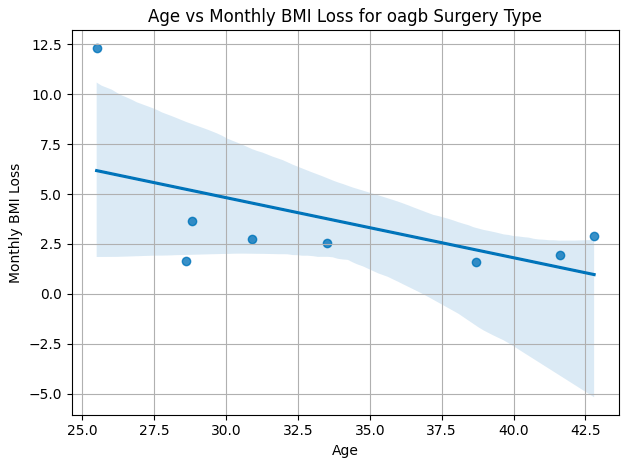 Age vs Monthly BMI Loss for oagb Surgery Type
12.5
10.0
7.5
5.0
2.5
0.0
−2.5
−5.0
Monthly BMI Loss
25.0 27.5 30.0 32.5 35.0 37.5 40.0 42.5
Age